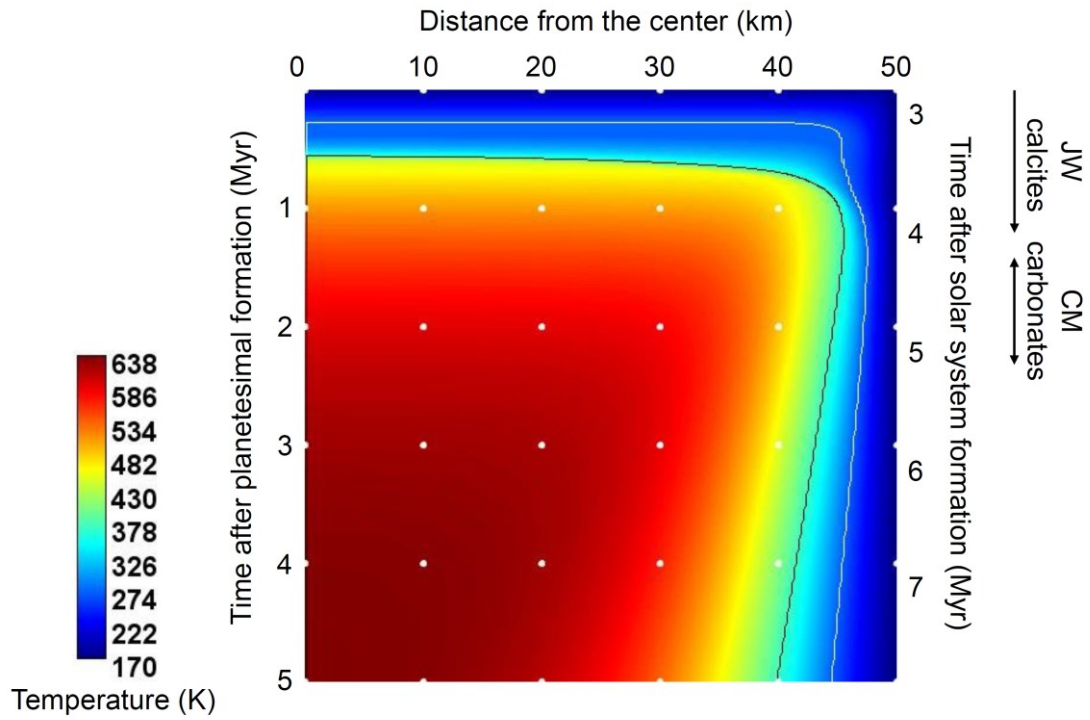 Distance from the center (km)
0 10 20 30 40 50
Time after planetesimal formation (Myr)
1
2
3
4
5
3
4
5
6
7
Time after solar system formation (Myr)
JW
calcites
CM
carbonates
638
586
534
482
430
378
326
274
222
170
Temperature (K)